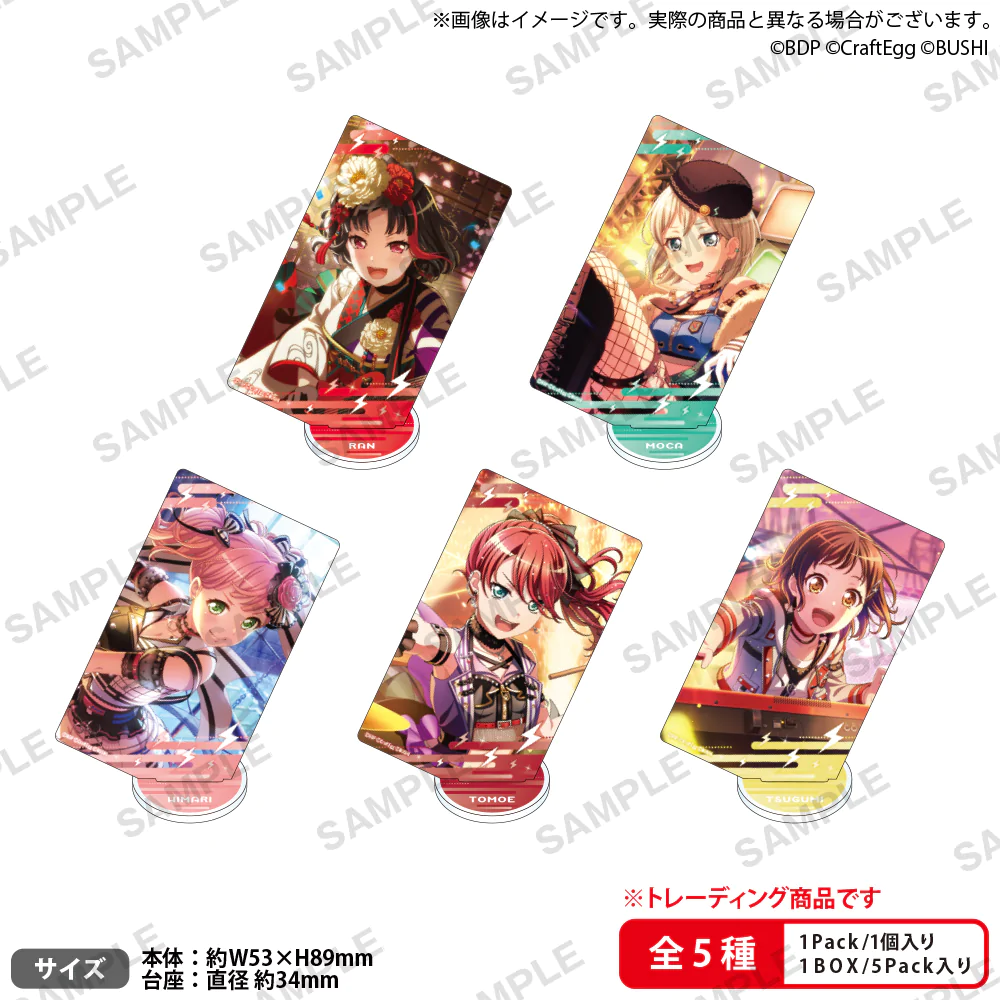 ※画像はイメージです。実際の商品と異なる場合がございます。
©BDP ©CraftEgg ©BUSHI
SAMPLE
RAN
MOCA
HIMARI
TOMOE
TSUGUMI
※トレーディング商品です
全5種
1Pack/1個入り
1BOX/5Pack入り
サイズ
本体：約W53×H89mm
台座：直径 約34mm